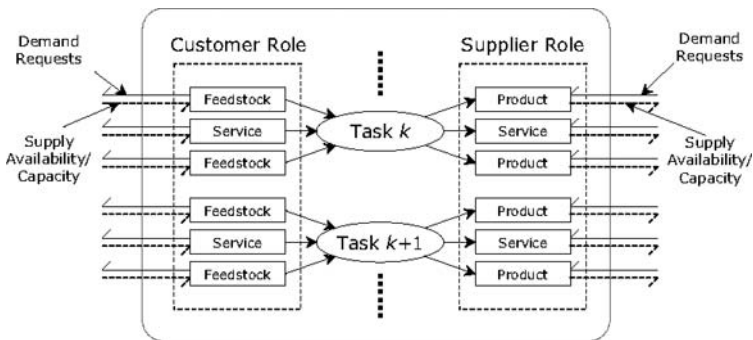 Demand
Requests
Supply
Availability/
Capacity
Customer Role
Feedstock
Service
Feedstock
Task k
Feedstock
Service
Feedstock
Task k+1
Supplier Role
Product
Service
Product
Product
Service
Product
Demand
Requests
Supply
Availability/
Capacity